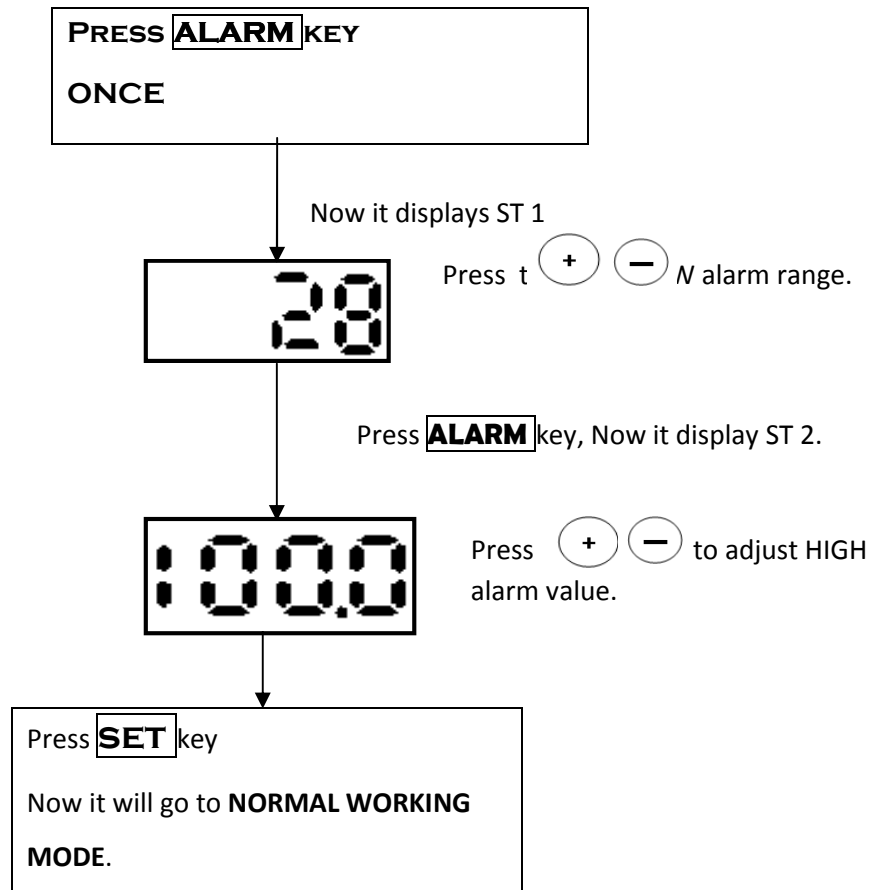 PRESS ALARM KEY
ONCE
Now it displays ST 1
Press t + − N alarm range.
28
Press ALARM key, Now it display ST 2.
100.0
Press + − to adjust HIGH
alarm value.
Press SET key
Now it will go to NORMAL WORKING
MODE.